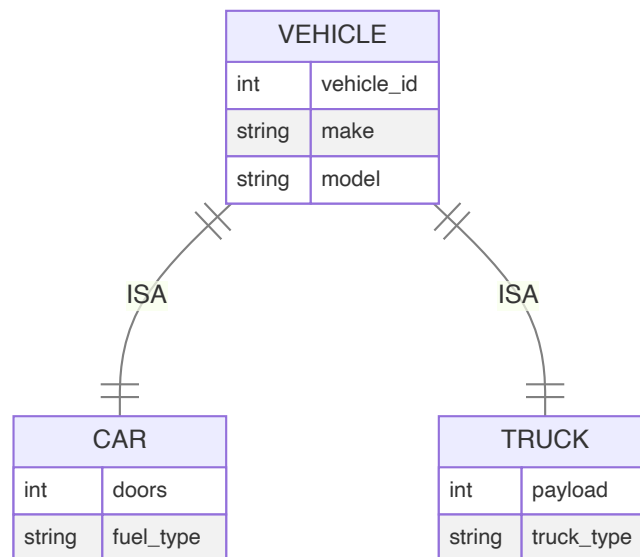 VEHICLE
int vehicle_id
string make
string model
ISA ISA
CAR
int doors
string fuel_type
TRUCK
int payload
string truck_type